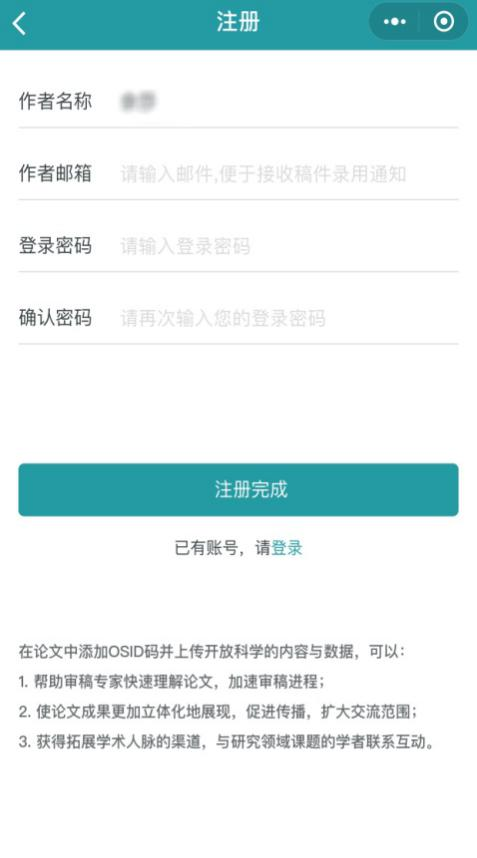 注册
作者名称
作者邮箱 请输入邮件,便于接收稿件录用通知
登录密码 请输入登录密码
确认密码 请再次输入您的登录密码
注册完成
已有账号，请登录
在论文中添加OSID码并上传开放科学的内容与数据，可以：
1. 帮助审稿专家快速理解论文，加速审稿进程；
2. 使论文成果更加立体化地展现，促进传播，扩大交流范围；
3. 获得拓展学术人脉的渠道，与研究领域课题的学者联系互动。